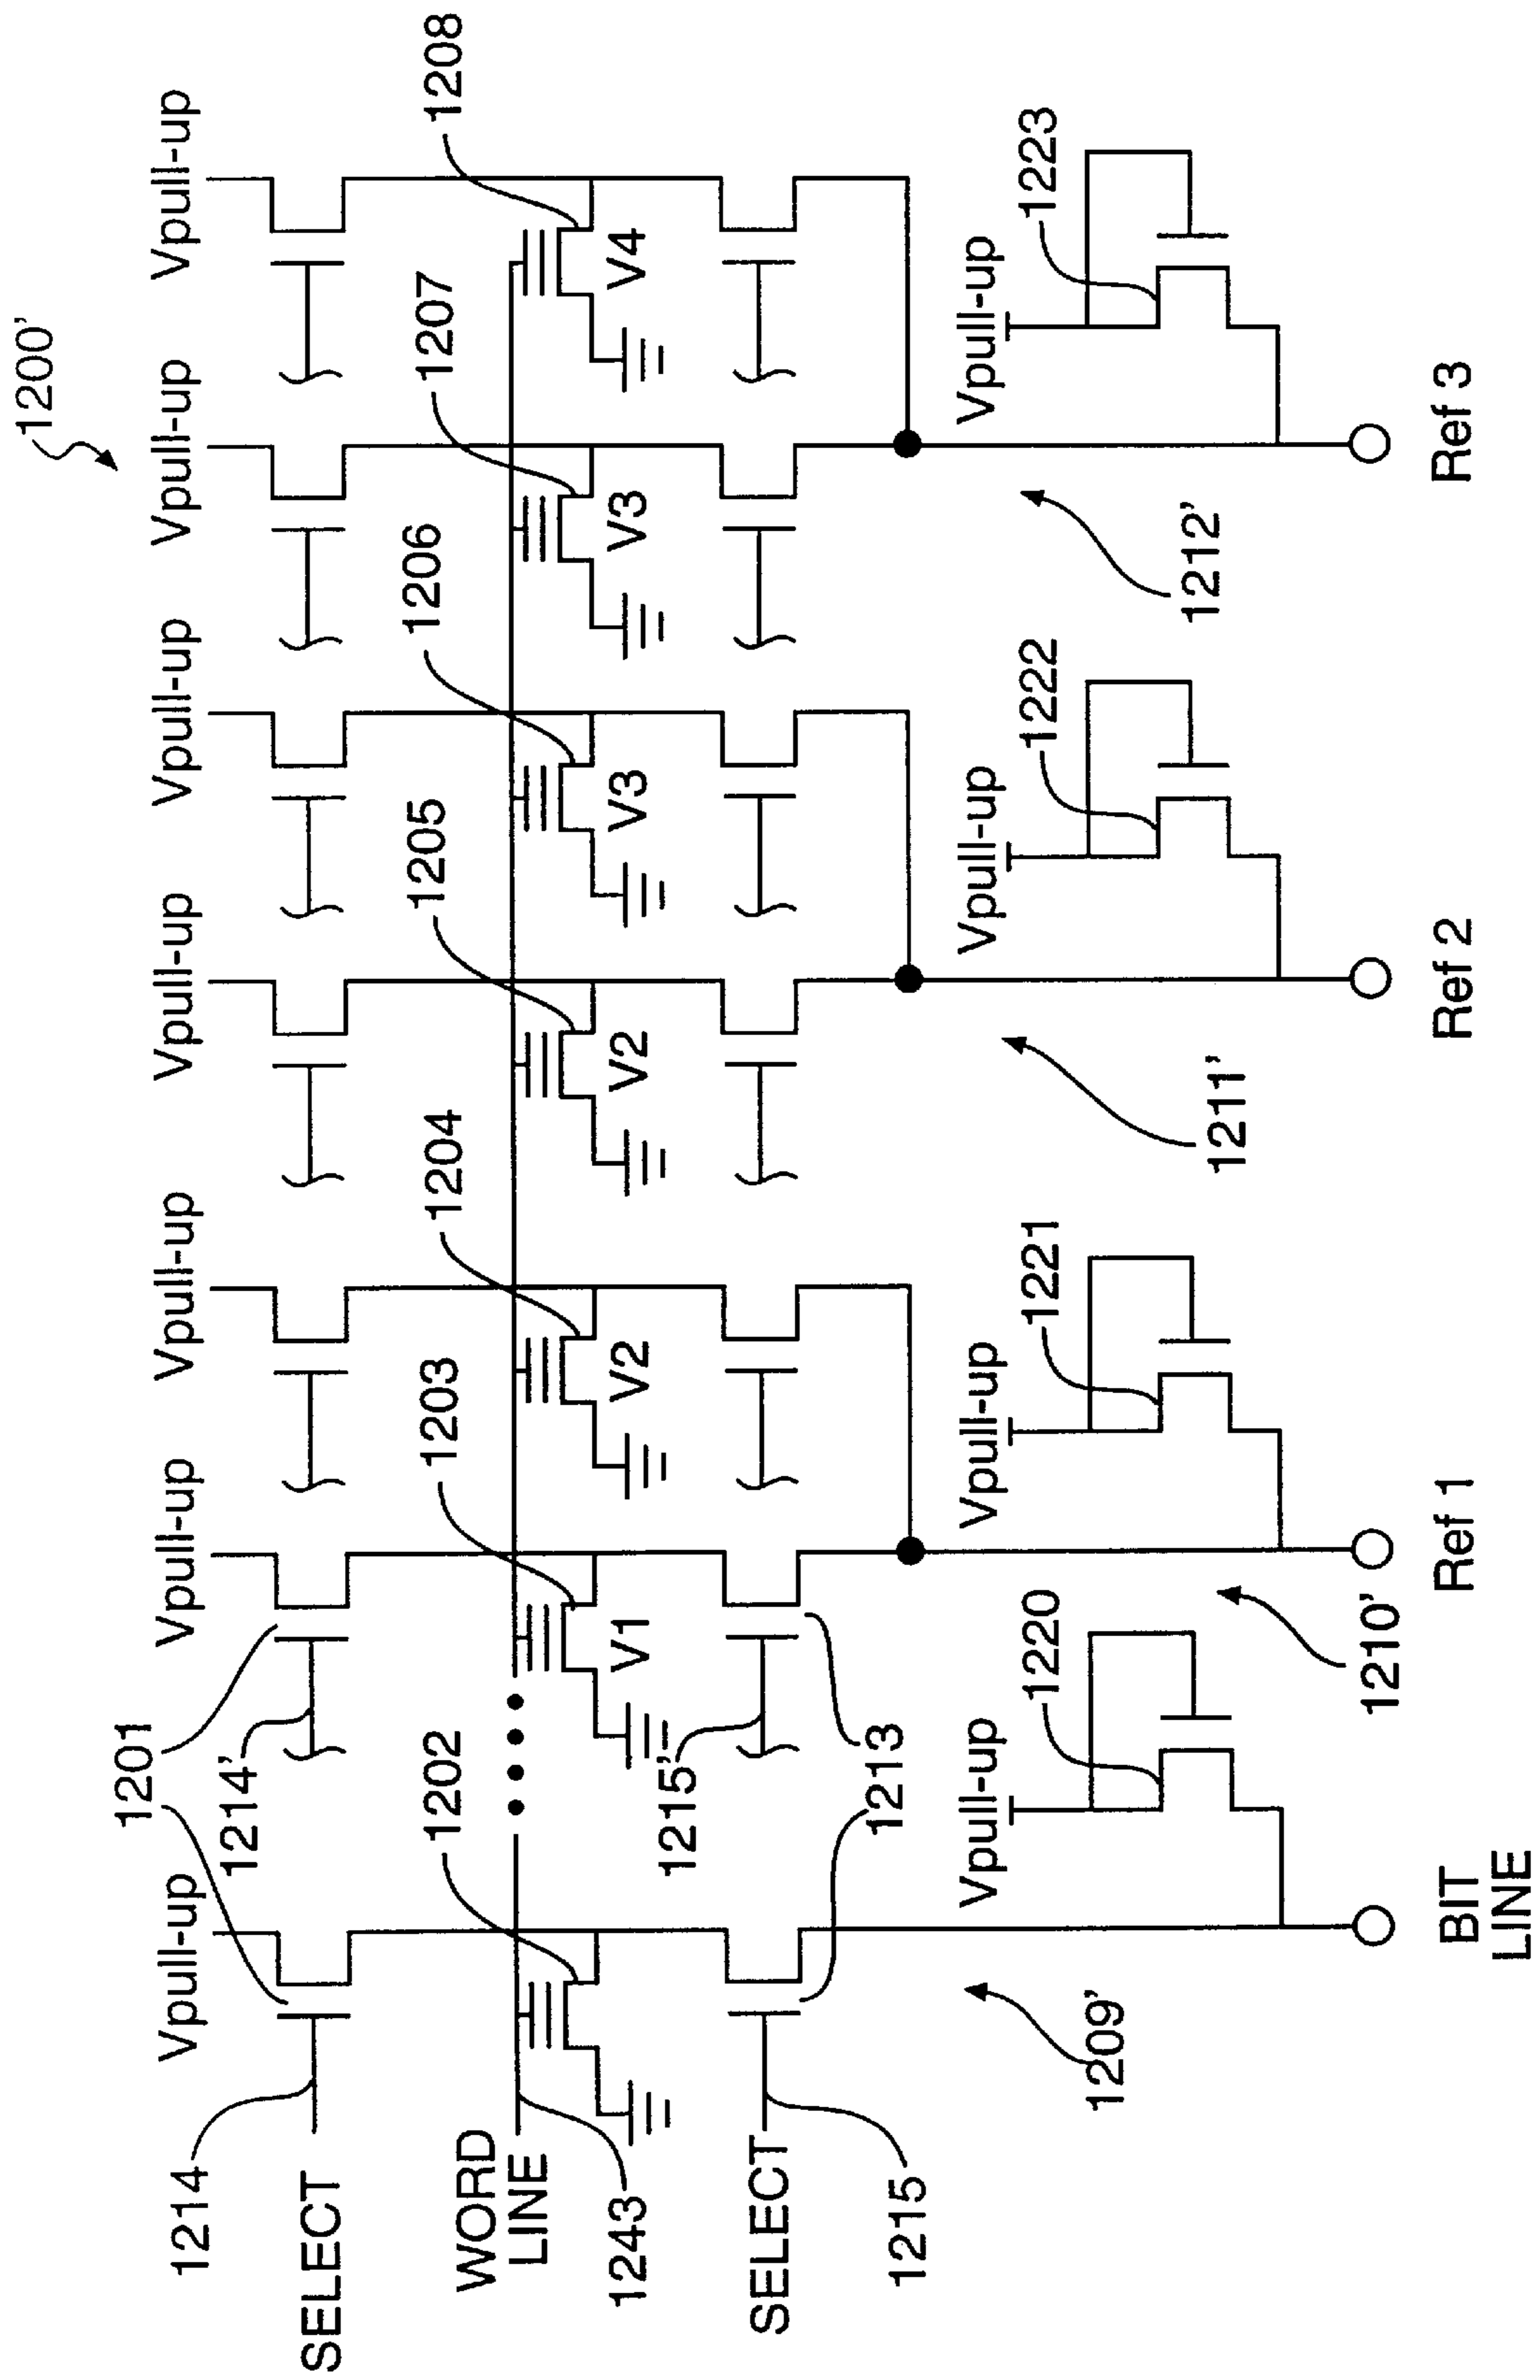 1200'
Vpull-up Vpull-up Vpull-up Vpull-up Vpull-up Vpull-up Vpull-up
1201
1214
1214'
SELECT
1202 1203 1204 1205 1206 1207 1208
WORD
LINE
1243
V1 V2 V2 V3 V3 V4
1215'
SELECT
1215
1213
Vpull-up Vpull-up Vpull-up Vpull-up
1220 1221 1222 1223
1209' 1210' 1211' 1212'
BIT
LINE
Ref 1 Ref 2 Ref 3